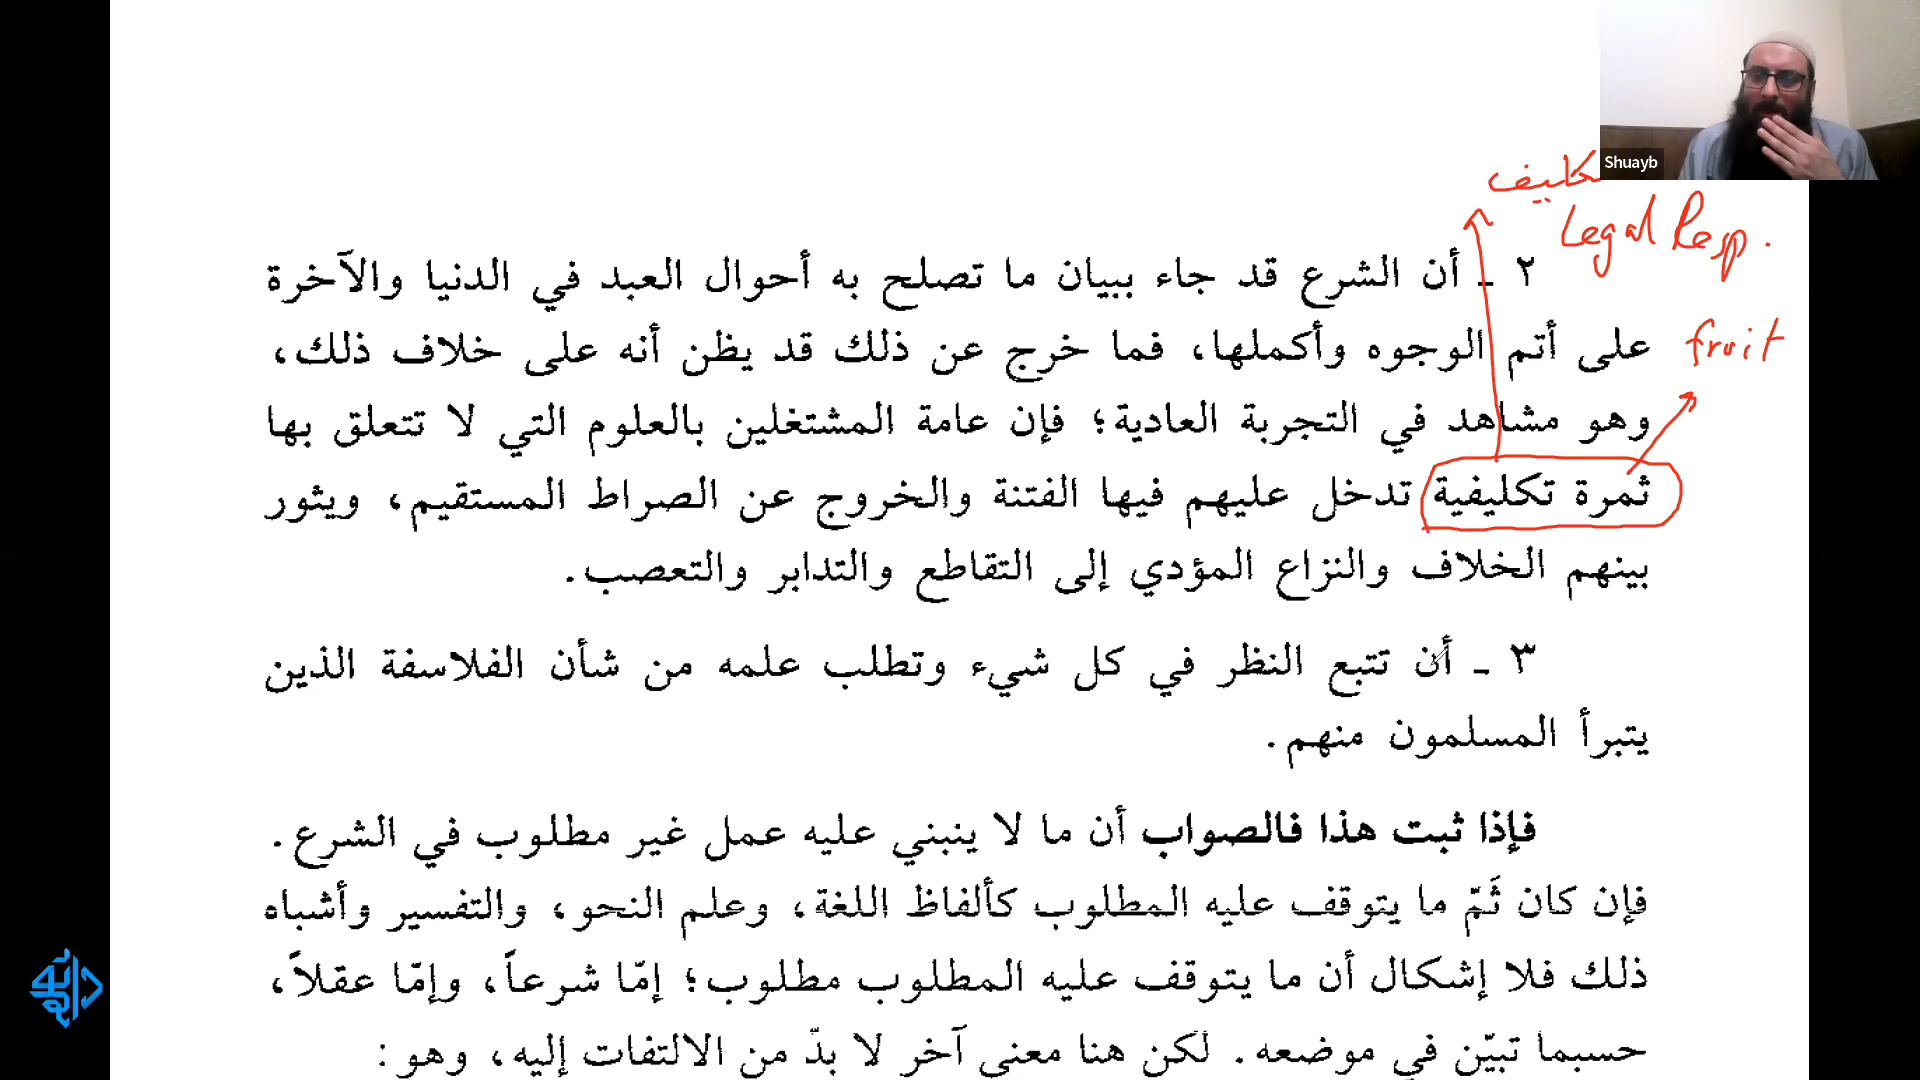 Shuayb
تكليف
Legal Resp.
٢ ـ أن الشرع قد جاء ببيان ما تصلح به أحوال العبد في الدنيا والآخرة
على أتم الوجوه وأكملها، فما خرج عن ذلك قد يظن أنه على خلاف ذلك،
fruit
وهو مشاهد في التجربة العادية؛ فإن عامة المشتغلين بالعلوم التي لا تتعلق بها
ثمرة تكليفية تدخل عليهم فيها الفتنة والخروج عن الصراط المستقيم، ويثور
بينهم الخلاف والنزاع المؤدي إلى التقاطع والتدابر والتعصب.
٣ ـ أن تتبع النظر في كل شيء وتطلب علمه من شأن الفلاسفة الذين
يتبرأ المسلمون منهم.
فإذا ثبت هذا فالصواب أن ما لا ينبني عليه عمل غير مطلوب في الشرع.
فإن كان ثَمّ ما يتوقف عليه المطلوب كألفاظ اللغة، وعلم النحو، والتفسير وأشباه
ذلك فلا إشكال أن ما يتوقف عليه المطلوب مطلوب؛ إمّا شرعاً، وإمّا عقلاً،
حسبما تبيّن في موضعه. لكن هنا معنى آخر لا بدّ من الالتفات إليه، وهو: